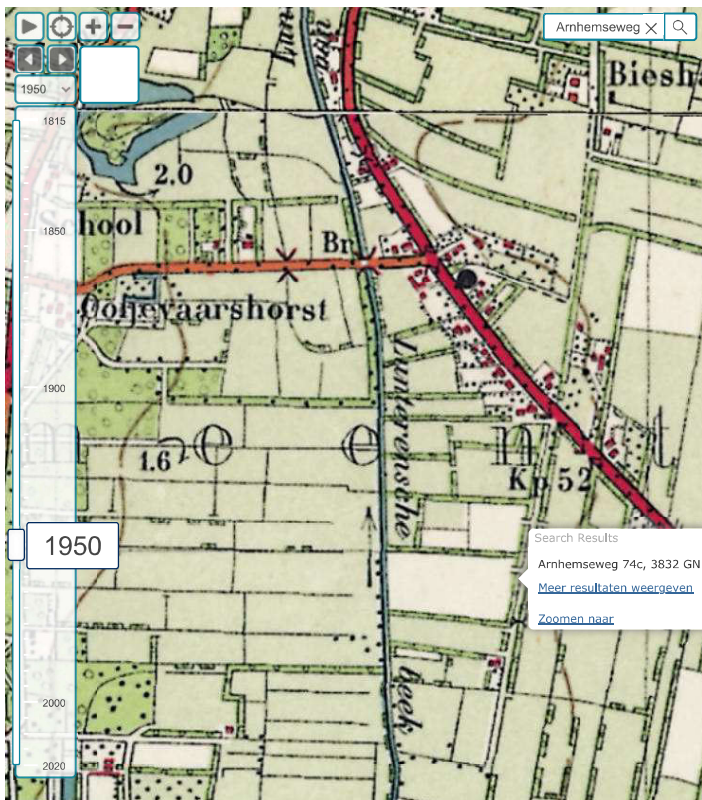 Arnhemseweg
1950
1815
1850
1900
1950
2000
2020
Biesh
2.0
hool
Br.
Ooijevaarshorst
Lunterensche
beek
1.6
e e n t
Kp. 52
Search Results
Arnhemseweg 74c, 3832 GN
Meer resultaten weergeven
Zoomen naar